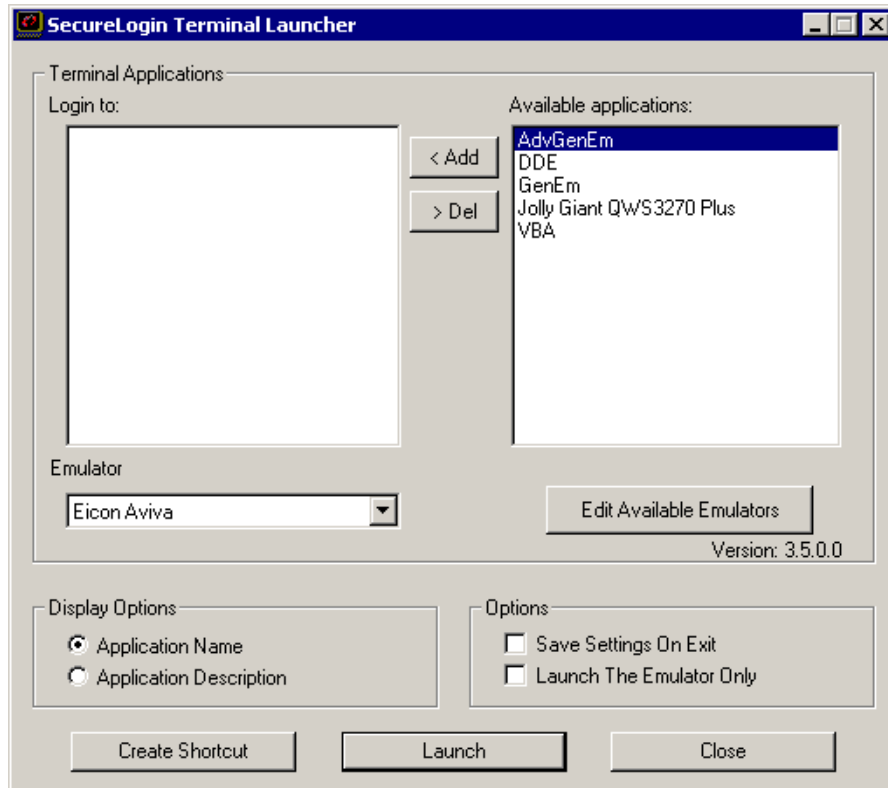 SecureLogin Terminal Launcher
Terminal Applications
Login to:
Available applications:
< Add
> Del
AdvGenEm
DDE
GenEm
Jolly Giant QWS3270 Plus
VBA
Emulator
Eicon Aviva
Edit Available Emulators
Version: 3.5.0.0
Display Options
Application Name
Application Description
Options
Save Settings On Exit
Launch The Emulator Only
Create Shortcut
Launch
Close